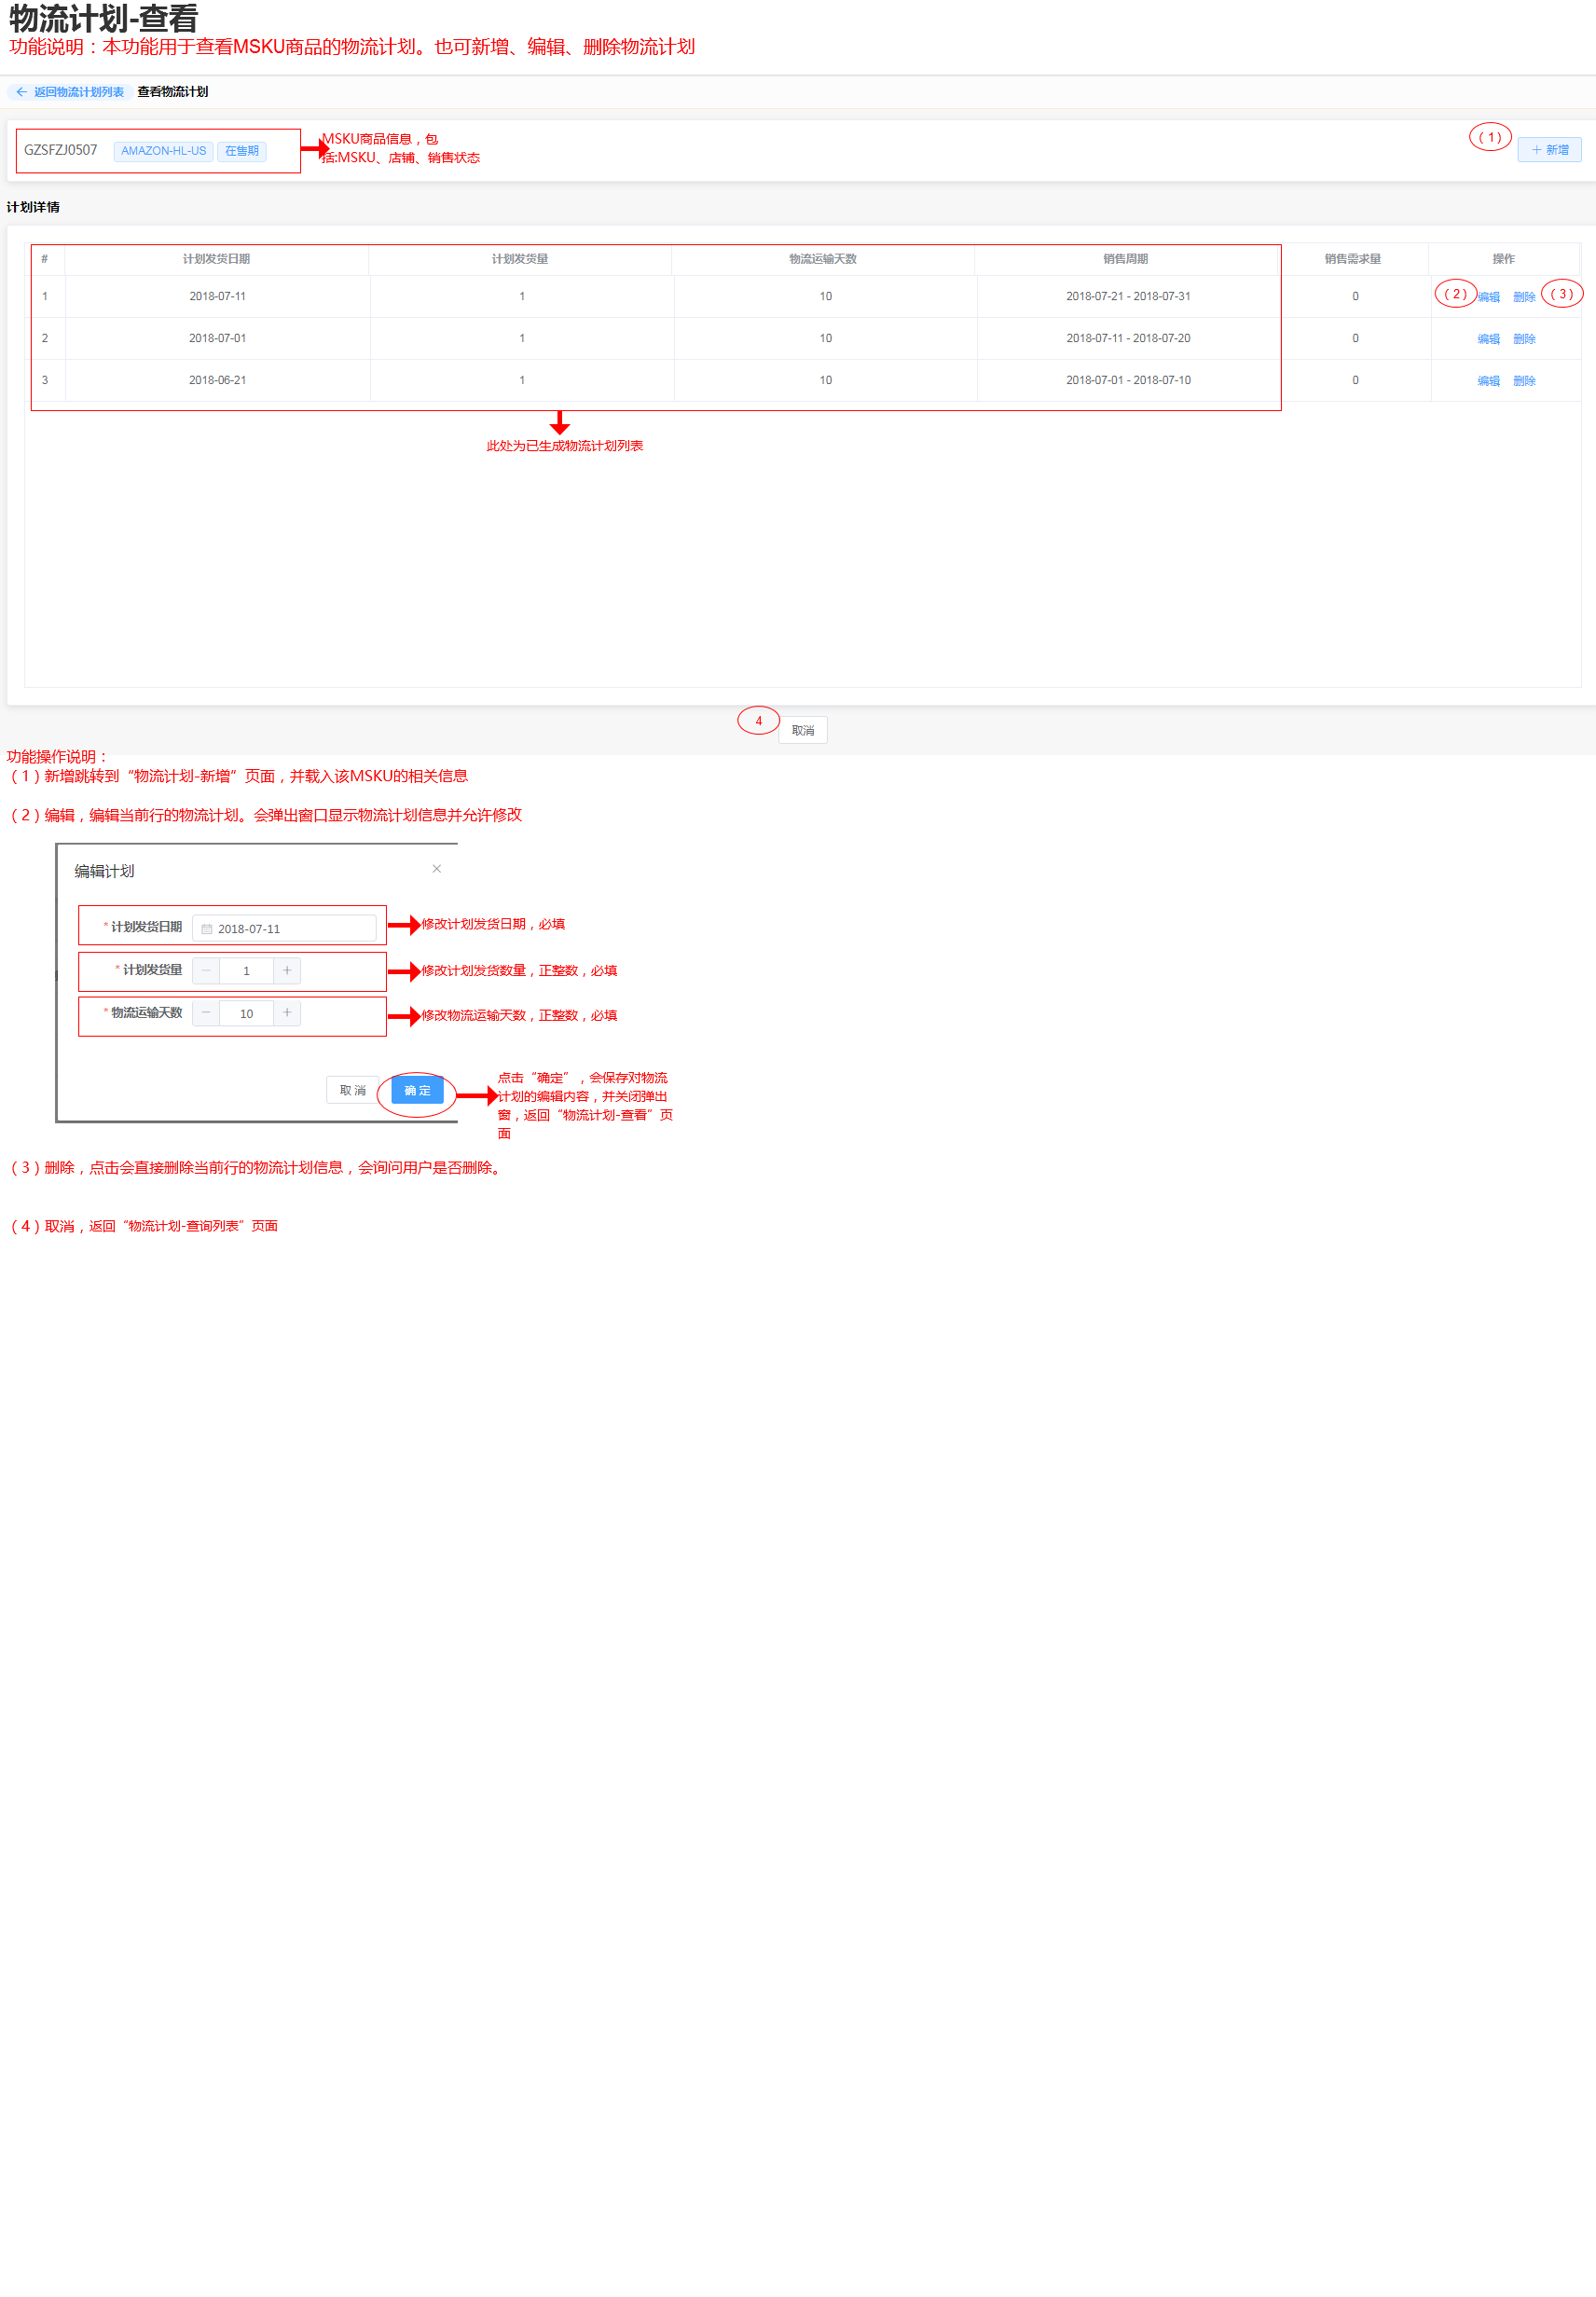 物流计划-查看
功能说明：本功能用于查看MSKU商品的物流计划。也可新增、编辑、删除物流计划
返回物流计划列表 查看物流计划
GZSFZJ0507 AMAZON-HL-US 在售期
MSKU商品信息，包
括:MSKU、店铺、销售状态
（1） + 新增
计划详情
# 计划发货日期 计划发货量 物流运输天数 销售周期 销售需求量 操作
1 2018-07-11 1 10 2018-07-21 - 2018-07-31 0 （2） 编辑 删除 （3）
2 2018-07-01 1 10 2018-07-11 - 2018-07-20 0 编辑 删除
3 2018-06-21 1 10 2018-07-01 - 2018-07-10 0 编辑 删除
此处为已生成物流计划列表
4 取消
功能操作说明：
（1）新增跳转到“物流计划-新增”页面，并载入该MSKU的相关信息
（2）编辑，编辑当前行的物流计划。会弹出窗口显示物流计划信息并允许修改
编辑计划
* 计划发货日期 2018-07-11 修改计划发货日期，必填
* 计划发货量 − 1 + 修改计划发货数量，正整数，必填
* 物流运输天数 − 10 + 修改物流运输天数，正整数，必填
取 消 确 定
点击“确定”，会保存对物流
计划的编辑内容，并关闭弹出
窗，返回“物流计划-查看”页
面
（3）删除，点击会直接删除当前行的物流计划信息，会询问用户是否删除。
（4）取消，返回“物流计划-查询列表”页面